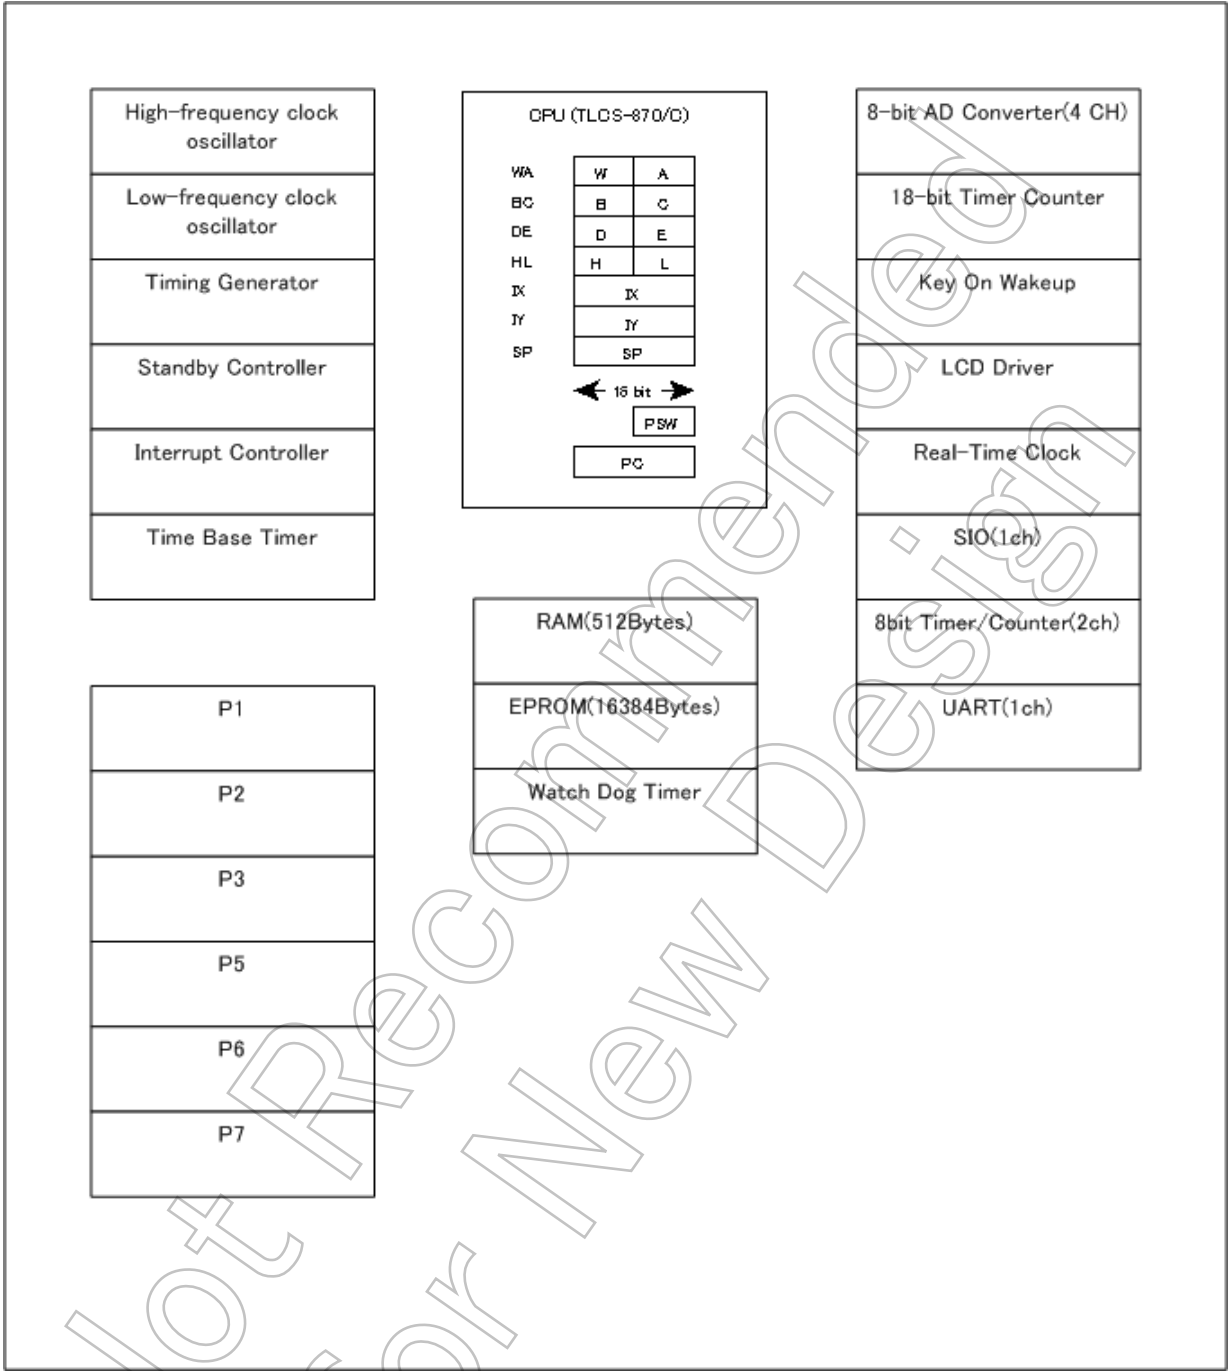 High-frequency clock
oscillator
Low-frequency clock
oscillator
Timing Generator
Standby Controller
Interrupt Controller
Time Base Timer
CPU (TLCS-870/C)
WA W A
BC B C
DE D E
HL H L
IX IX
IY IY
SP SP
16 bit
PSW
PC
8-bit AD Converter(4 CH)
18-bit Timer Counter
Key On Wakeup
LCD Driver
Real-Time Clock
SIO(1ch)
8bit Timer/Counter(2ch)
UART(1ch)
RAM(512Bytes)
EPROM(16384Bytes)
Watch Dog Timer
P1
P2
P3
P5
P6
P7
Not Recommended
for New Design